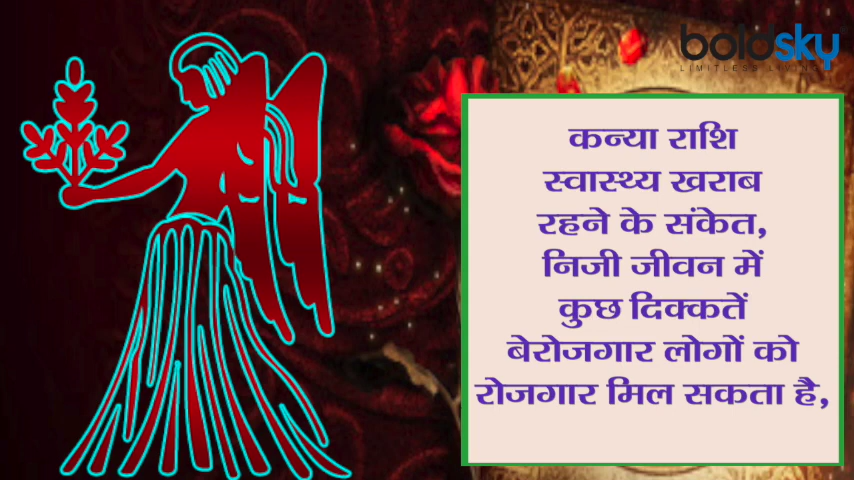 boldsky
LIMITLESS LIVING
कन्या राशि
स्वास्थ्य खराब
रहने के संकेत,
निजी जीवन में
कुछ दिक्कतें
बेरोजगार लोगों को
रोजगार मिल सकता है,